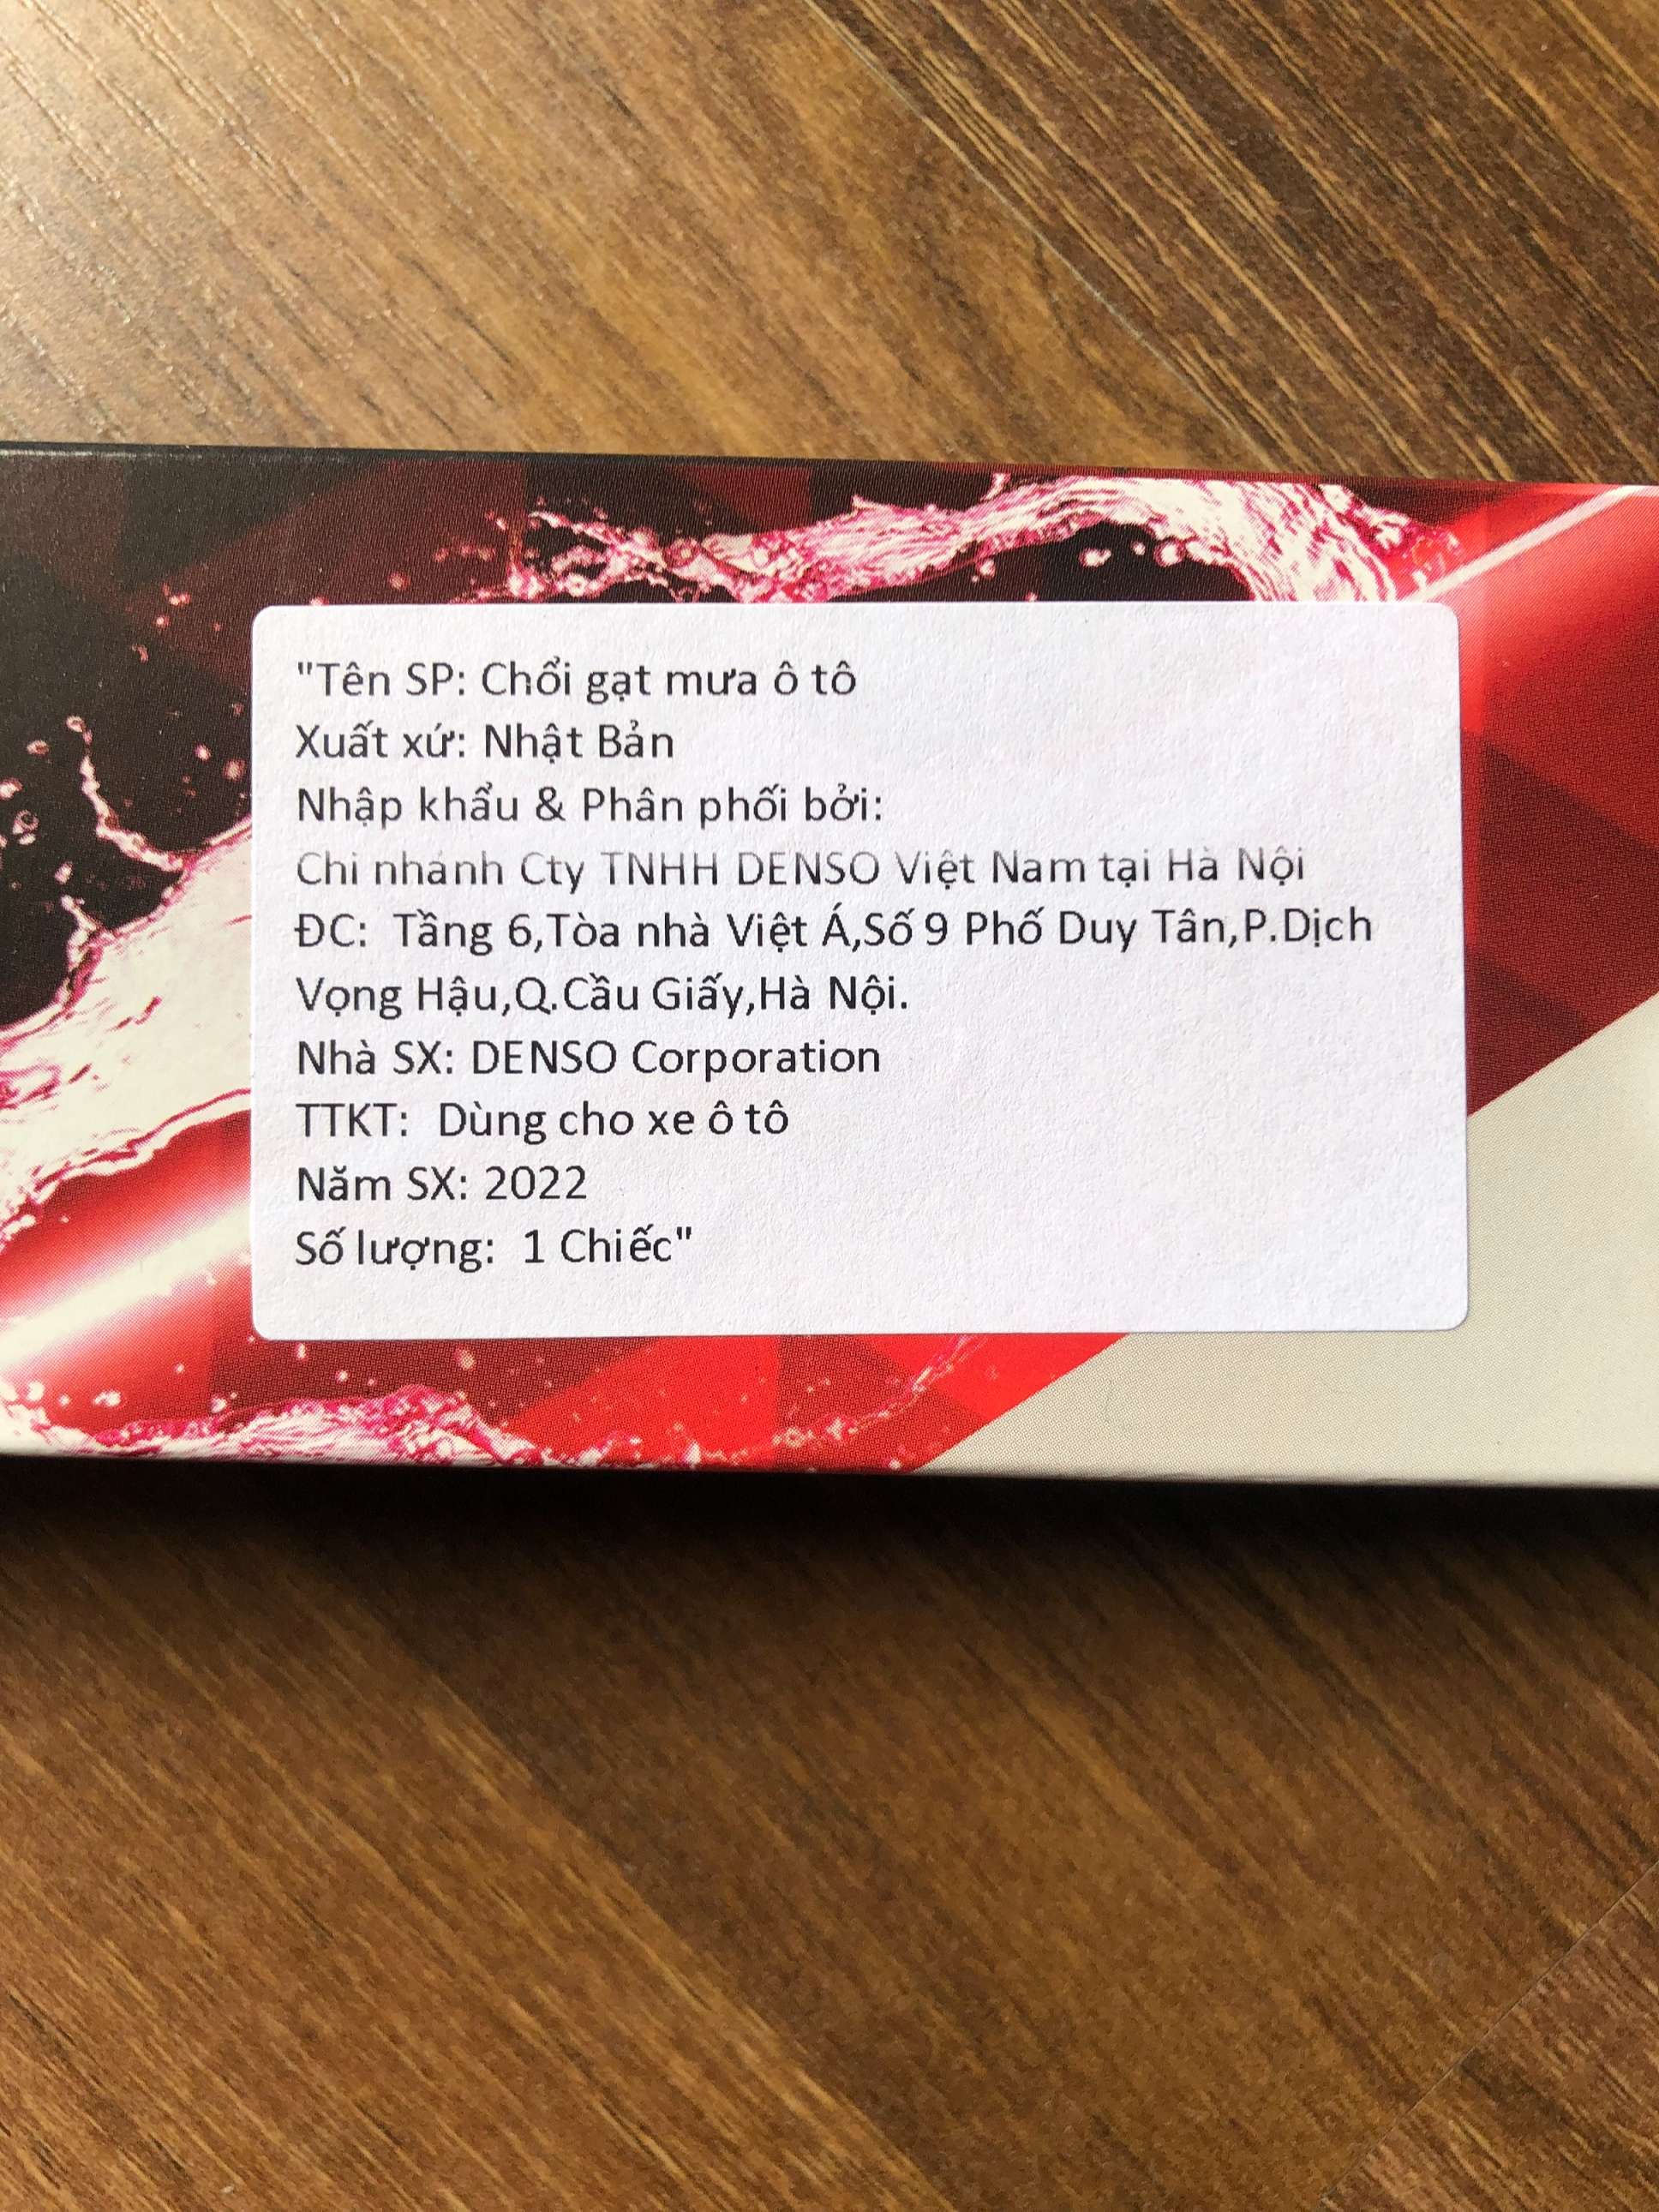 "Tên SP: Chổi gạt mưa ô tô
Xuất xứ: Nhật Bản
Nhập khẩu & Phân phối bởi:
Chi nhánh Cty TNHH DENSO Việt Nam tại Hà Nội
ĐC:  Tầng 6,Tòa nhà Việt Á,Số 9 Phố Duy Tân,P.Dịch
Vọng Hậu,Q.Cầu Giấy,Hà Nội.
Nhà SX: DENSO Corporation
TTKT:  Dùng cho xe ô tô
Năm SX: 2022
Số lượng:  1 Chiếc"